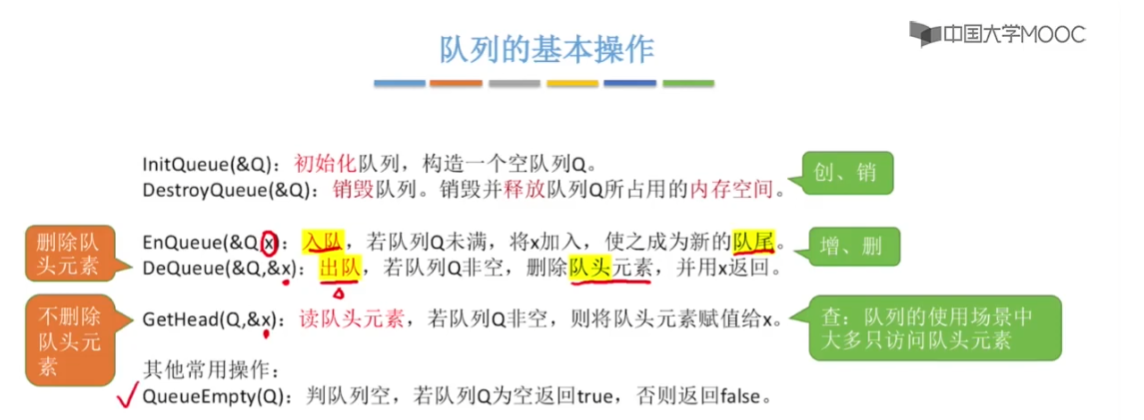 中国大学MOOC
队列的基本操作
InitQueue(&Q)：初始化队列，构造一个空队列Q。
DestroyQueue(&Q)：销毁队列。销毁并释放队列Q所占用的内存空间。
创、销
EnQueue(&Q,x)：入队，若队列Q未满，将x加入，使之成为新的队尾。
DeQueue(&Q,&x)：出队，若队列Q非空，删除队头元素，并用x返回。
删除队
头元素
增、删
GetHead(Q,&x)：读队头元素，若队列Q非空，则将队头元素赋值给x。
不删除
队头元
素
查：队列的使用场景中
大多只访问队头元素
其他常用操作：
QueueEmpty(Q)：判队列空，若队列Q为空返回true，否则返回false。